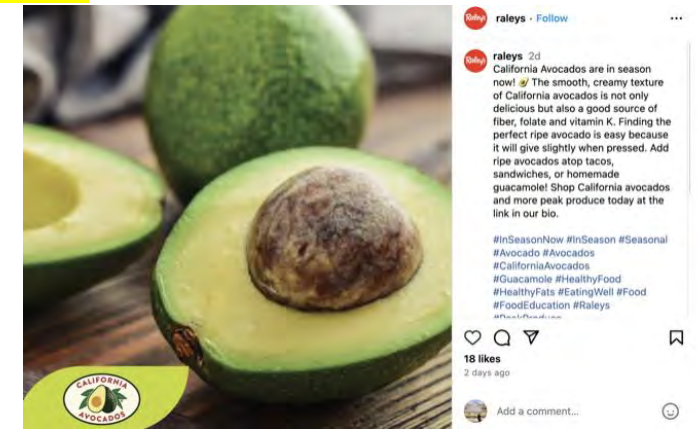 Raley's
raleys · Follow
Raley's
raleys 2d
California Avocados are in season
now! 🥑 The smooth, creamy texture
of California avocados is not only
delicious but also a good source of
fiber, folate and vitamin K. Finding the
perfect ripe avocado is easy because
it will give slightly when pressed. Add
ripe avocados atop tacos,
sandwiches, or homemade
guacamole! Shop California avocados
and more peak produce today at the
link in our bio.
#InSeasonNow #InSeason #Seasonal
#Avocado #Avocados
#CaliforniaAvocados
#Guacamole #HealthyFood
#HealthyFats #EatingWell #Food
#FoodEducation #Raleys
18 likes
2 days ago
Add a comment...
CALIFORNIA
AVOCADOS